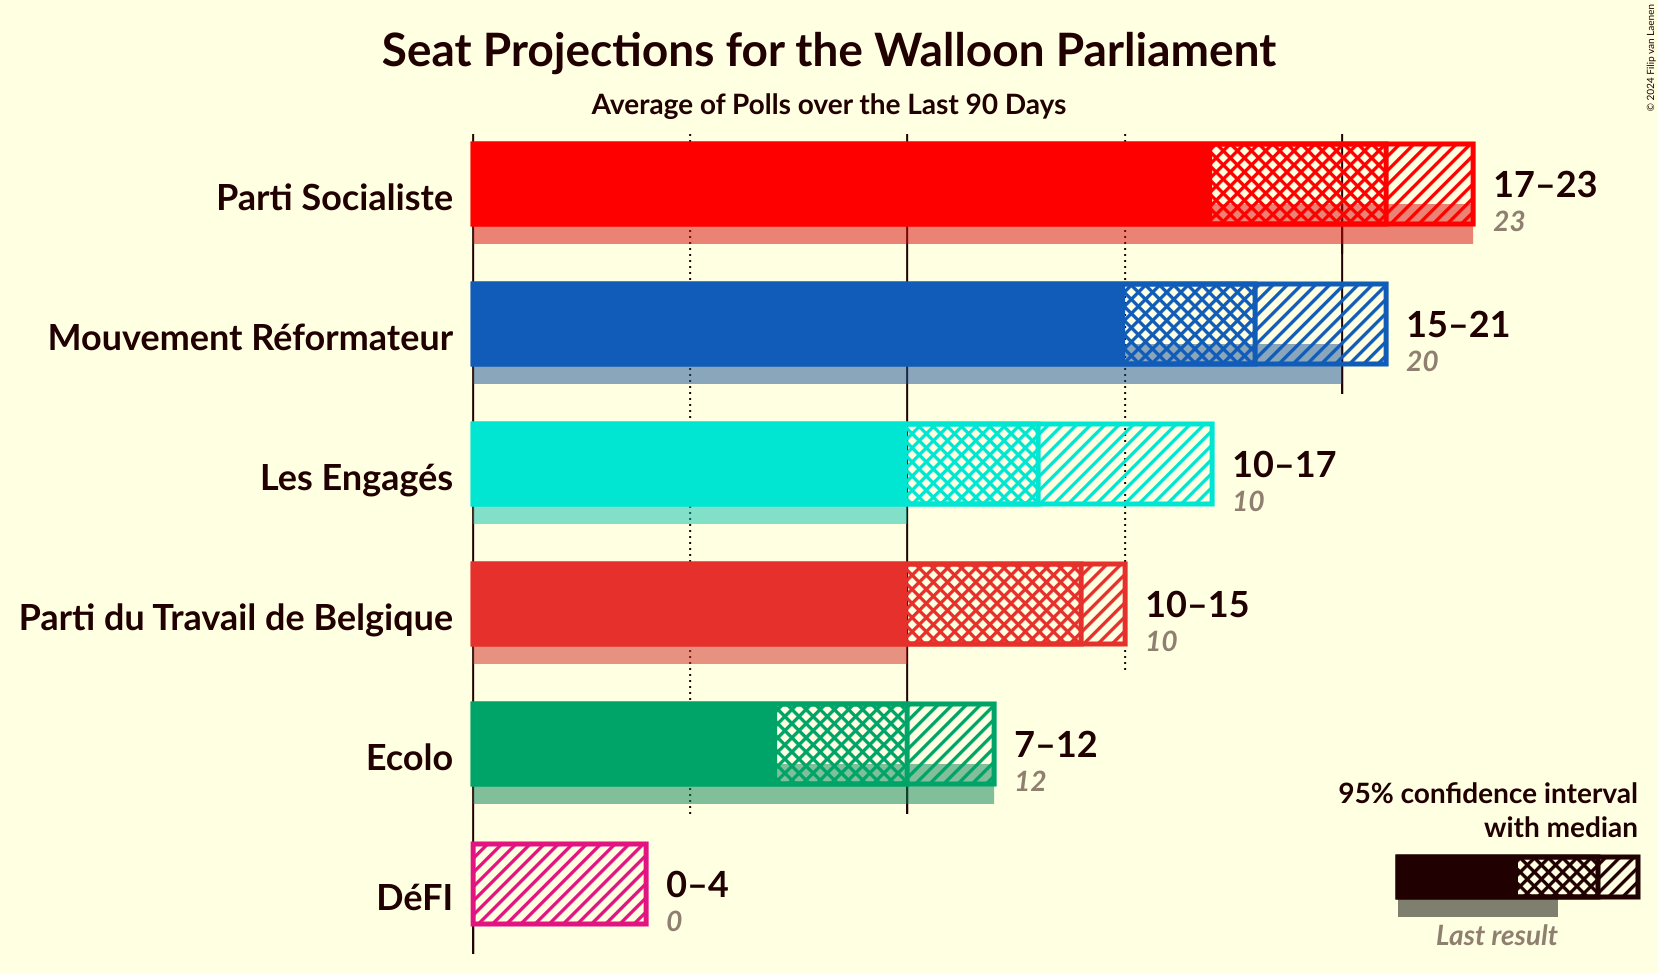 Seat Projections for the Walloon Parliament
Average of Polls over the Last 90 Days
© 2024 Filip van Laenen
Parti Socialiste
17–23
23
Mouvement Réformateur
15–21
20
Les Engagés
10–17
10
Parti du Travail de Belgique
10–15
10
Ecolo
7–12
12
DéFI
0–4
0
95% confidence interval
with median
Last result